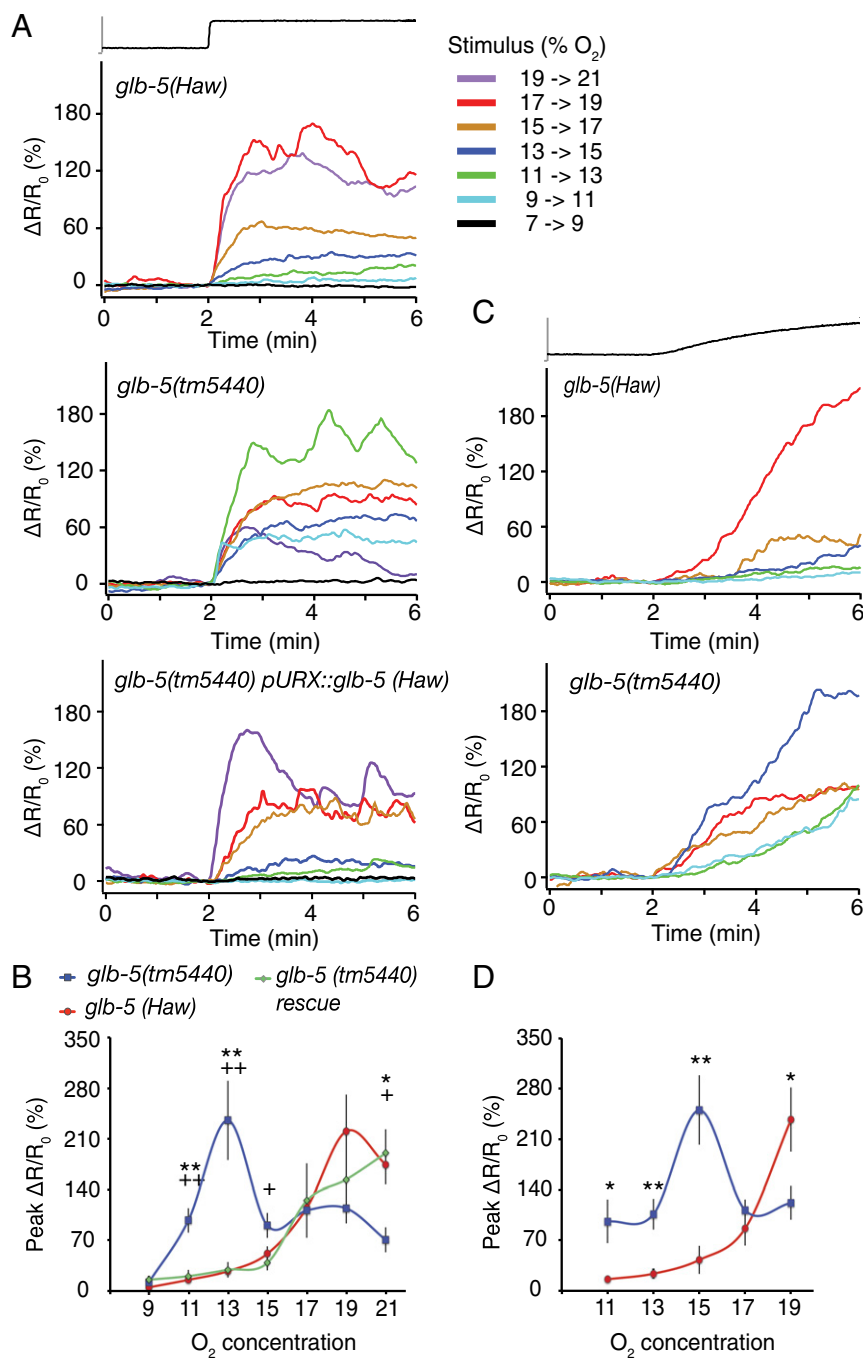 A
Stimulus (% O2)
19 -> 21
17 -> 19
15 -> 17
13 -> 15
11 -> 13
9 -> 11
7 -> 9
glb-5(Haw)
ΔR/R0 (%)
180
120
60
0
0 2 4 6
Time (min)
glb-5(tm5440)
ΔR/R0 (%)
180
120
60
0
0 2 4 6
Time (min)
glb-5(tm5440) pURX::glb-5 (Haw)
ΔR/R0 (%)
180
120
60
0
0 2 4 6
Time (min)
C
glb-5(Haw)
ΔR/R0 (%)
180
120
60
0
0 2 4 6
Time (min)
glb-5(tm5440)
ΔR/R0 (%)
180
120
60
0
0 2 4 6
Time (min)
B
glb-5(tm5440)
glb-5 (Haw)
glb-5 (tm5440)
rescue
Peak ΔR/R0 (%)
350
280
210
140
70
0
**
++
**
++
+
*
+
9 11 13 15 17 19 21
O2 concentration
D
Peak ΔR/R0 (%)
350
280
210
140
70
0
*
**
**
*
11 13 15 17 19
O2 concentration